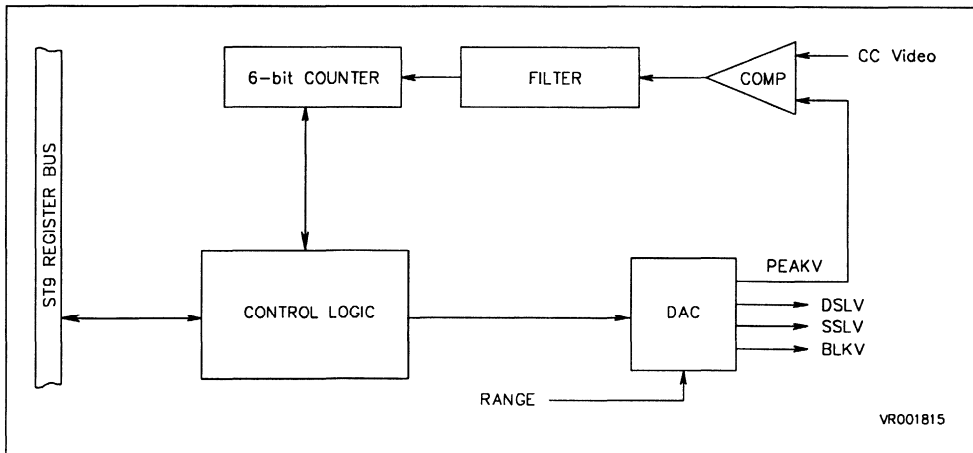 ST9 REGISTER BUS
6-bit COUNTER
FILTER
COMP
CC Video
CONTROL LOGIC
DAC
PEAKV
DSLV
SSLV
BLKV
RANGE
VR001815